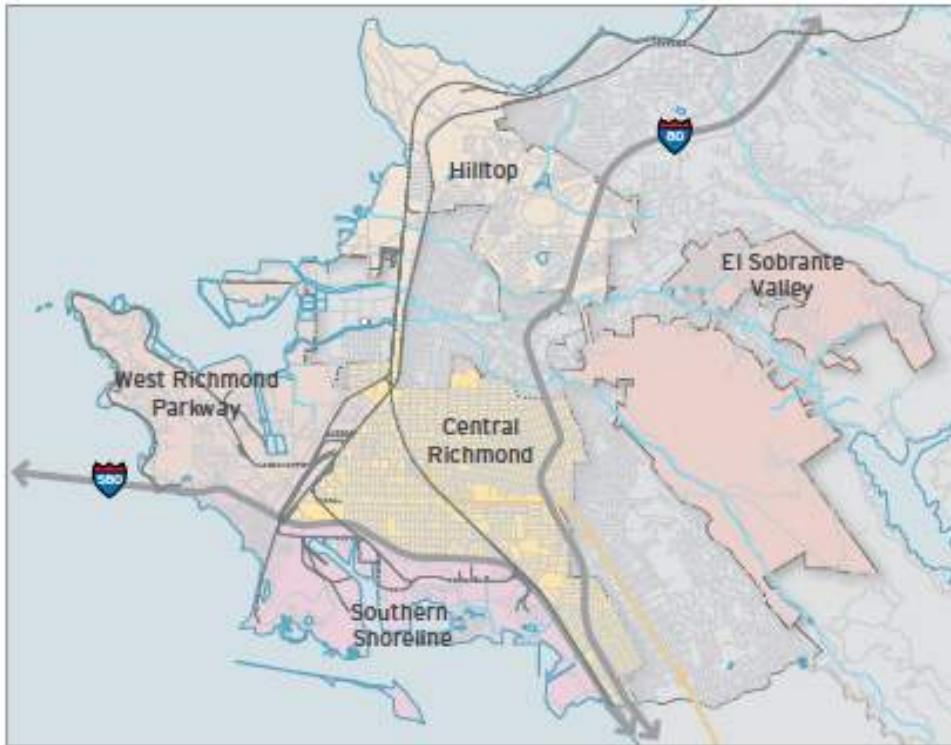 80
Hilltop
El Sobrante
Valley
West Richmond
Parkway
Central
Richmond
580
Southern
Shoreline